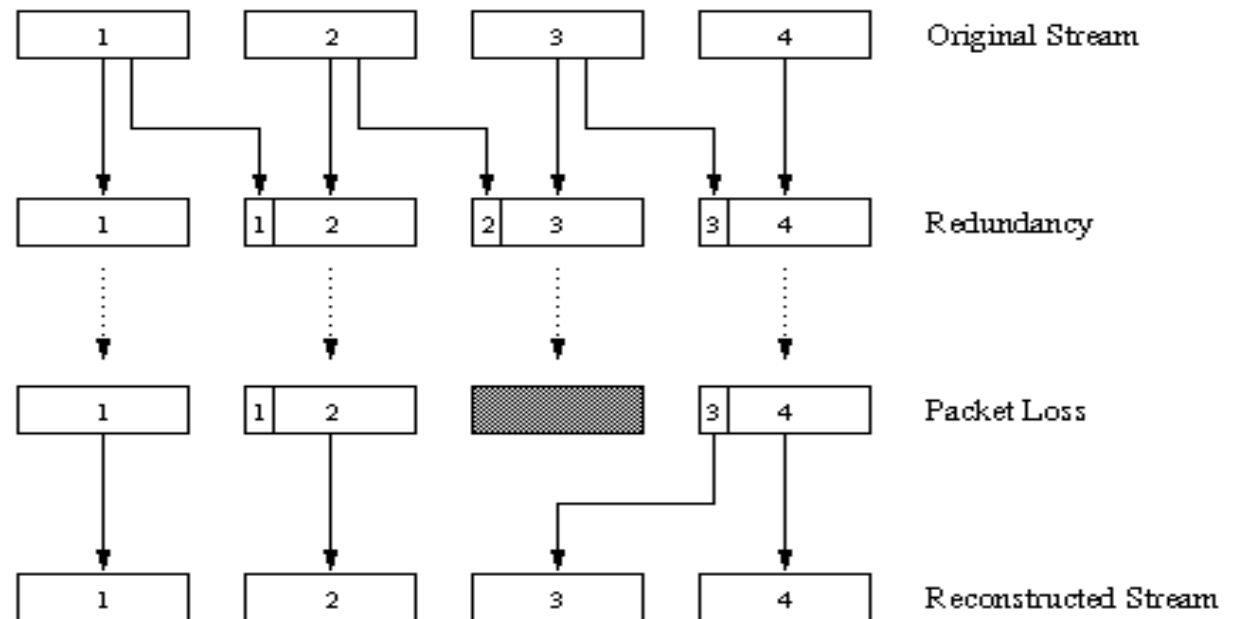 1 2 3 4 Original Stream
1 1 2 2 3 3 4 Redundancy
1 1 2 3 4 Packet Loss
1 2 3 4 Reconstructed Stream